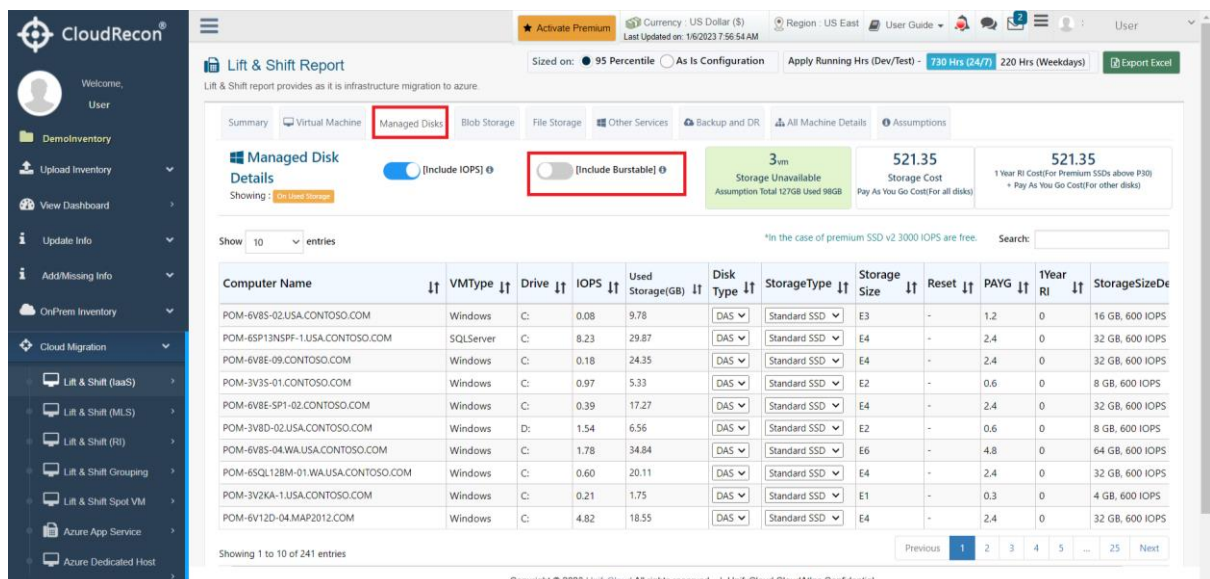 CloudRecon®
Activate Premium
Currency : US Dollar ($)
Last Updated on: 1/6/2023 7:56:54 AM
Region : US East
User Guide
2
User
Welcome,
User
DemoInventory
Upload Inventory
View Dashboard
Update Info
Add/Missing Info
OnPrem Inventory
Cloud Migration
Lift & Shift (IaaS)
Lift & Shift (MLS)
Lift & Shift (RI)
Lift & Shift Grouping
Lift & Shift Spot VM
Azure App Service
Azure Dedicated Host
Lift & Shift Report
Lift & Shift report provides as it is infrastructure migration to azure.
Sized on: 95 Percentile As Is Configuration
Apply Running Hrs (Dev/Test) - 730 Hrs (24/7) 220 Hrs (Weekdays)
Export Excel
Summary Virtual Machine Managed Disks Blob Storage File Storage Other Services Backup and DR All Machine Details Assumptions
Managed Disk
Details
Showing : On Used Storage
[Include IOPS]
[Include Burstable]
3vm
Storage Unavailable
Assumption Total 127GB Used 98GB
521.35
Storage Cost
Pay As You Go Cost(For all disks)
521.35
1 Year RI Cost(For Premium SSDs above P30)
+ Pay As You Go Cost(For other disks)
Show 10 entries
*In the case of premium SSD v2 3000 IOPS are free.
Search:
Computer Name VMType Drive IOPS Used Storage(GB) Disk Type StorageType Storage Size Reset PAYG 1Year RI StorageSizeDe
POM-6V8S-02.USA.CONTOSO.COM Windows C: 0.08 9.78 DAS Standard SSD E3 - 1.2 0 16 GB, 600 IOPS
POM-6SP13NSPF-1.USA.CONTOSO.COM SQLServer C: 8.23 29.87 DAS Standard SSD E4 - 2.4 0 32 GB, 600 IOPS
POM-6V8E-09.CONTOSO.COM Windows C: 0.18 24.35 DAS Standard SSD E4 - 2.4 0 32 GB, 600 IOPS
POM-3V3S-01.CONTOSO.COM Windows C: 0.97 5.33 DAS Standard SSD E2 - 0.6 0 8 GB, 600 IOPS
POM-6V8E-SP1-02.CONTOSO.COM Windows C: 0.39 17.27 DAS Standard SSD E4 - 2.4 0 32 GB, 600 IOPS
POM-3V8D-02.USA.CONTOSO.COM Windows D: 1.54 6.56 DAS Standard SSD E2 - 0.6 0 8 GB, 600 IOPS
POM-6V8S-04.WA.USA.CONTOSO.COM Windows C: 1.78 34.84 DAS Standard SSD E6 - 4.8 0 64 GB, 600 IOPS
POM-6SQL12BM-01.WA.USA.CONTOSO.COM Windows C: 0.60 20.11 DAS Standard SSD E4 - 2.4 0 32 GB, 600 IOPS
POM-3V2KA-1.USA.CONTOSO.COM Windows C: 0.21 1.75 DAS Standard SSD E1 - 0.3 0 4 GB, 600 IOPS
POM-6V12D-04.MAP2012.COM Windows C: 4.82 18.55 DAS Standard SSD E4 - 2.4 0 32 GB, 600 IOPS
Showing 1 to 10 of 241 entries
Previous 1 2 3 4 5 ... 25 Next